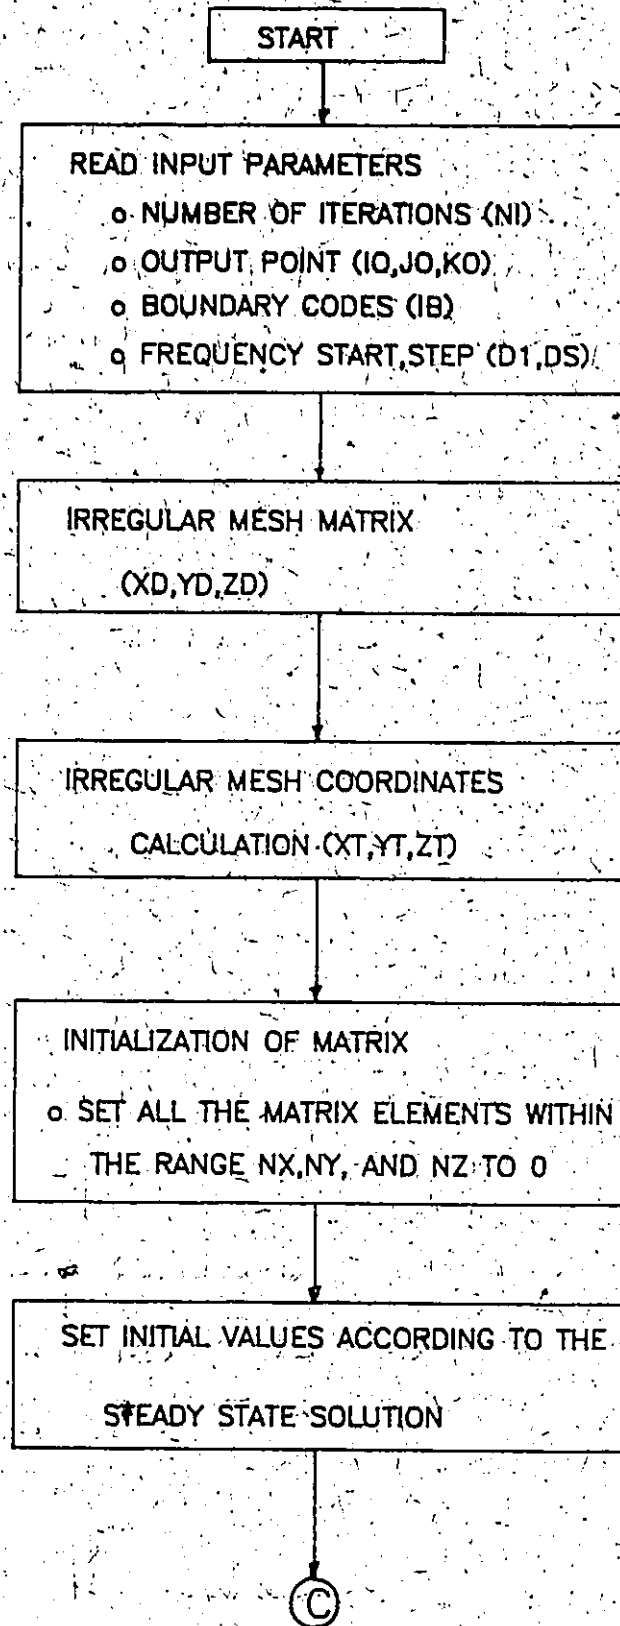 START
READ INPUT PARAMETERS
o NUMBER OF ITERATIONS (NI)
o OUTPUT POINT (IO,JO,KO)
o BOUNDARY CODES (IB)
o FREQUENCY START,STEP (D1,DS)
IRREGULAR MESH MATRIX
(XD,YD,ZD)
IRREGULAR MESH COORDINATES
CALCULATION (XT,YT,ZT)
INITIALIZATION OF MATRIX
o SET ALL THE MATRIX ELEMENTS WITHIN
THE RANGE NX,NY, AND NZ TO 0
SET INITIAL VALUES ACCORDING TO THE
STEADY STATE SOLUTION
C